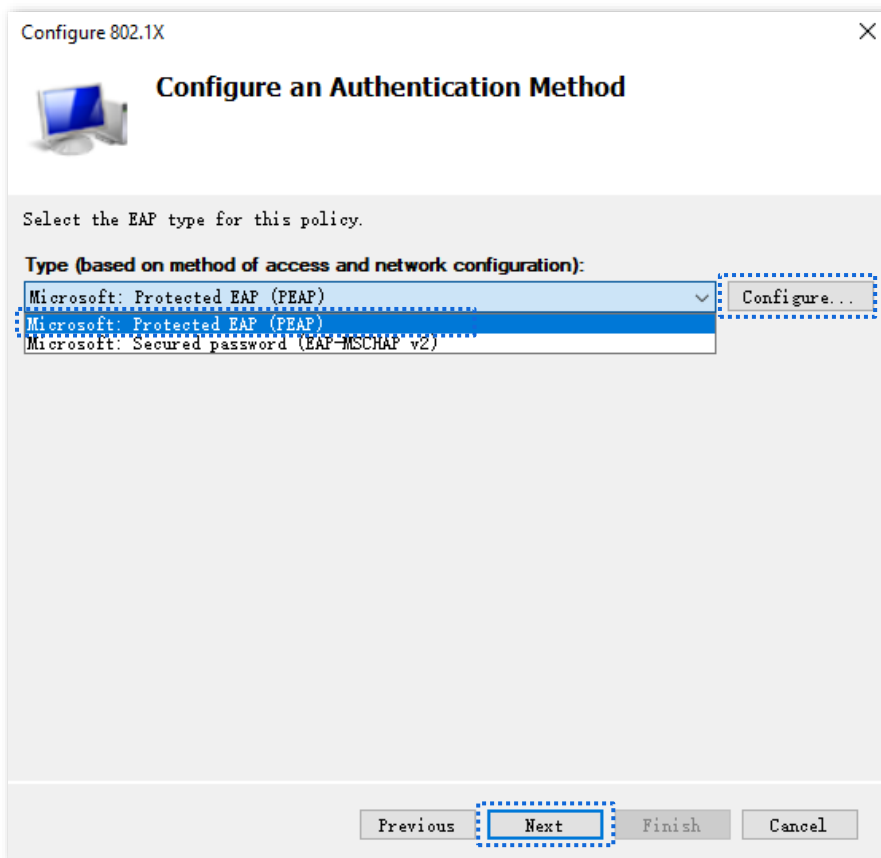 Configure 802.1X
Configure an Authentication Method
Select the EAP type for this policy.
Type (based on method of access and network configuration):
Microsoft: Protected EAP (PEAP)
Configure...
Microsoft: Protected EAP (PEAP)
Microsoft: Secured password (EAP-MSCHAP v2)
Previous Next Finish Cancel